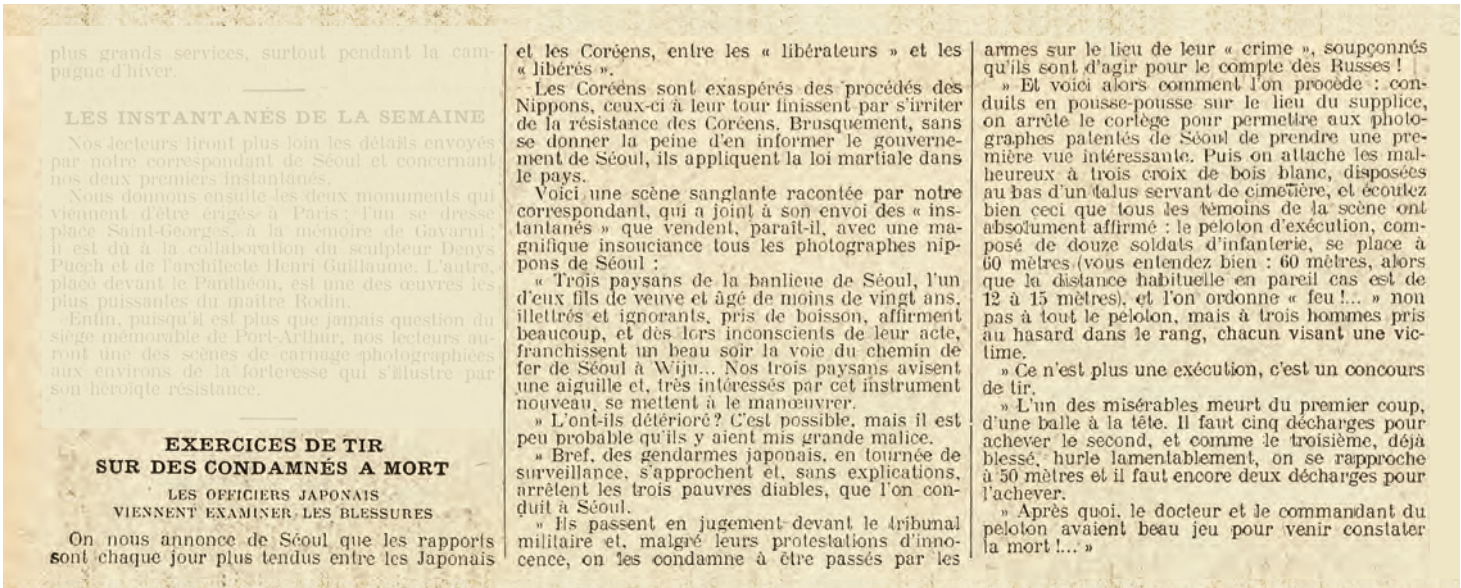 plus grands services, surtout pendant la cam-
pagne d'hiver.
LES INSTANTANÉS DE LA SEMAINE
Nos lecteurs liront plus loin les détails envoyés
par notre correspondant de Séoul et concernant
nos deux premiers instantanés.
Nous donnons ensuite les deux monuments qui
viennent d'être érigés à Paris : l'un se dresse
place Saint-Georges, à la mémoire de Gavarni ;
il est dû à la collaboration du sculpteur Denys
Puech et de l'architecte Henri Guillaume. L'autre,
placé devant le Panthéon, est une des œuvres les
plus puissantes du maître Rodin.
Enfin, puisqu'il est plus que jamais question du
siège mémorable de Port-Arthur, nos lecteurs au-
ront une des scènes de carnage photographiées
aux environs de la forteresse qui s'illustre par
son héroïque résistance.
EXERCICES DE TIR
SUR DES CONDAMNÉS A MORT
LES OFFICIERS JAPONAIS
VIENNENT EXAMINER LES BLESSURES
On nous annonce de Séoul que les rapports
sont chaque jour plus tendus entre les Japonais
et les Coréens, entre les « libérateurs » et les
« libérés ».
Les Coréens sont exaspérés des procédés des
Nippons, ceux-ci à leur tour finissent par s'irriter
de la résistance des Coréens. Brusquement, sans
se donner la peine d'en informer le gouverne-
ment de Séoul, ils appliquent la loi martiale dans
le pays.
Voici une scène sanglante racontée par notre
correspondant, qui a joint à son envoi des « ins-
tantanés » que vendent, paraît-il, avec une ma-
gnifique insouciance tous les photographes nip-
pons de Séoul :
« Trois paysans de la banlieue de Séoul, l'un
d'eux fils de veuve et âgé de moins de vingt ans,
illettrés et ignorants, pris de boisson, affirment
beaucoup, et dès lors inconscients de leur acte,
franchissent un beau soir la voie du chemin de
fer de Séoul à Wiju... Nos trois paysans avisent
une aiguille et, très intéressés par cet instrument
nouveau, se mettent à le manœuvrer.
» L'ont-ils détérioré? C'est possible, mais il est
peu probable qu'ils y aient mis grande malice.
» Bref, des gendarmes japonais, en tournée de
surveillance, s'approchent et, sans explications,
arrêtent les trois pauvres diables, que l'on con-
duit à Séoul.
» Ils passent en jugement devant le tribunal
militaire et, malgré leurs protestations d'inno-
cence, on les condamne à être passés par les
armes sur le lieu de leur « crime », soupçonnés
qu'ils sont d'agir pour le compte des Russes !
» Et voici alors comment l'on procède : con-
duits en pousse-pousse sur le lieu du supplice,
on arrête le cortège pour permettre aux photo-
graphes patentés de Séoul de prendre une pre-
mière vue intéressante. Puis on attache les mal-
heureux à trois croix de bois blanc, disposées
au bas d'un talus servant de cimetière, et écoutez
bien ceci que tous les témoins de la scène ont
absolument affirmé : le peloton d'exécution, com-
posé de douze soldats d'infanterie, se place à
60 mètres (vous entendez bien : 60 mètres, alors
que la distance habituelle en pareil cas est de
12 à 15 mètres), et l'on ordonne « feu !... » non
pas à tout le peloton, mais à trois hommes pris
au hasard dans le rang, chacun visant une vic-
time.
» Ce n'est plus une exécution, c'est un concours
de tir.
» L'un des misérables meurt du premier coup,
d'une balle à la tête. Il faut cinq décharges pour
achever le second, et comme le troisième, déjà
blessé, hurle lamentablement, on se rapproche
à 50 mètres et il faut encore deux décharges pour
l'achever.
» Après quoi, le docteur et le commandant du
peloton avaient beau jeu pour venir constater
la mort !... »